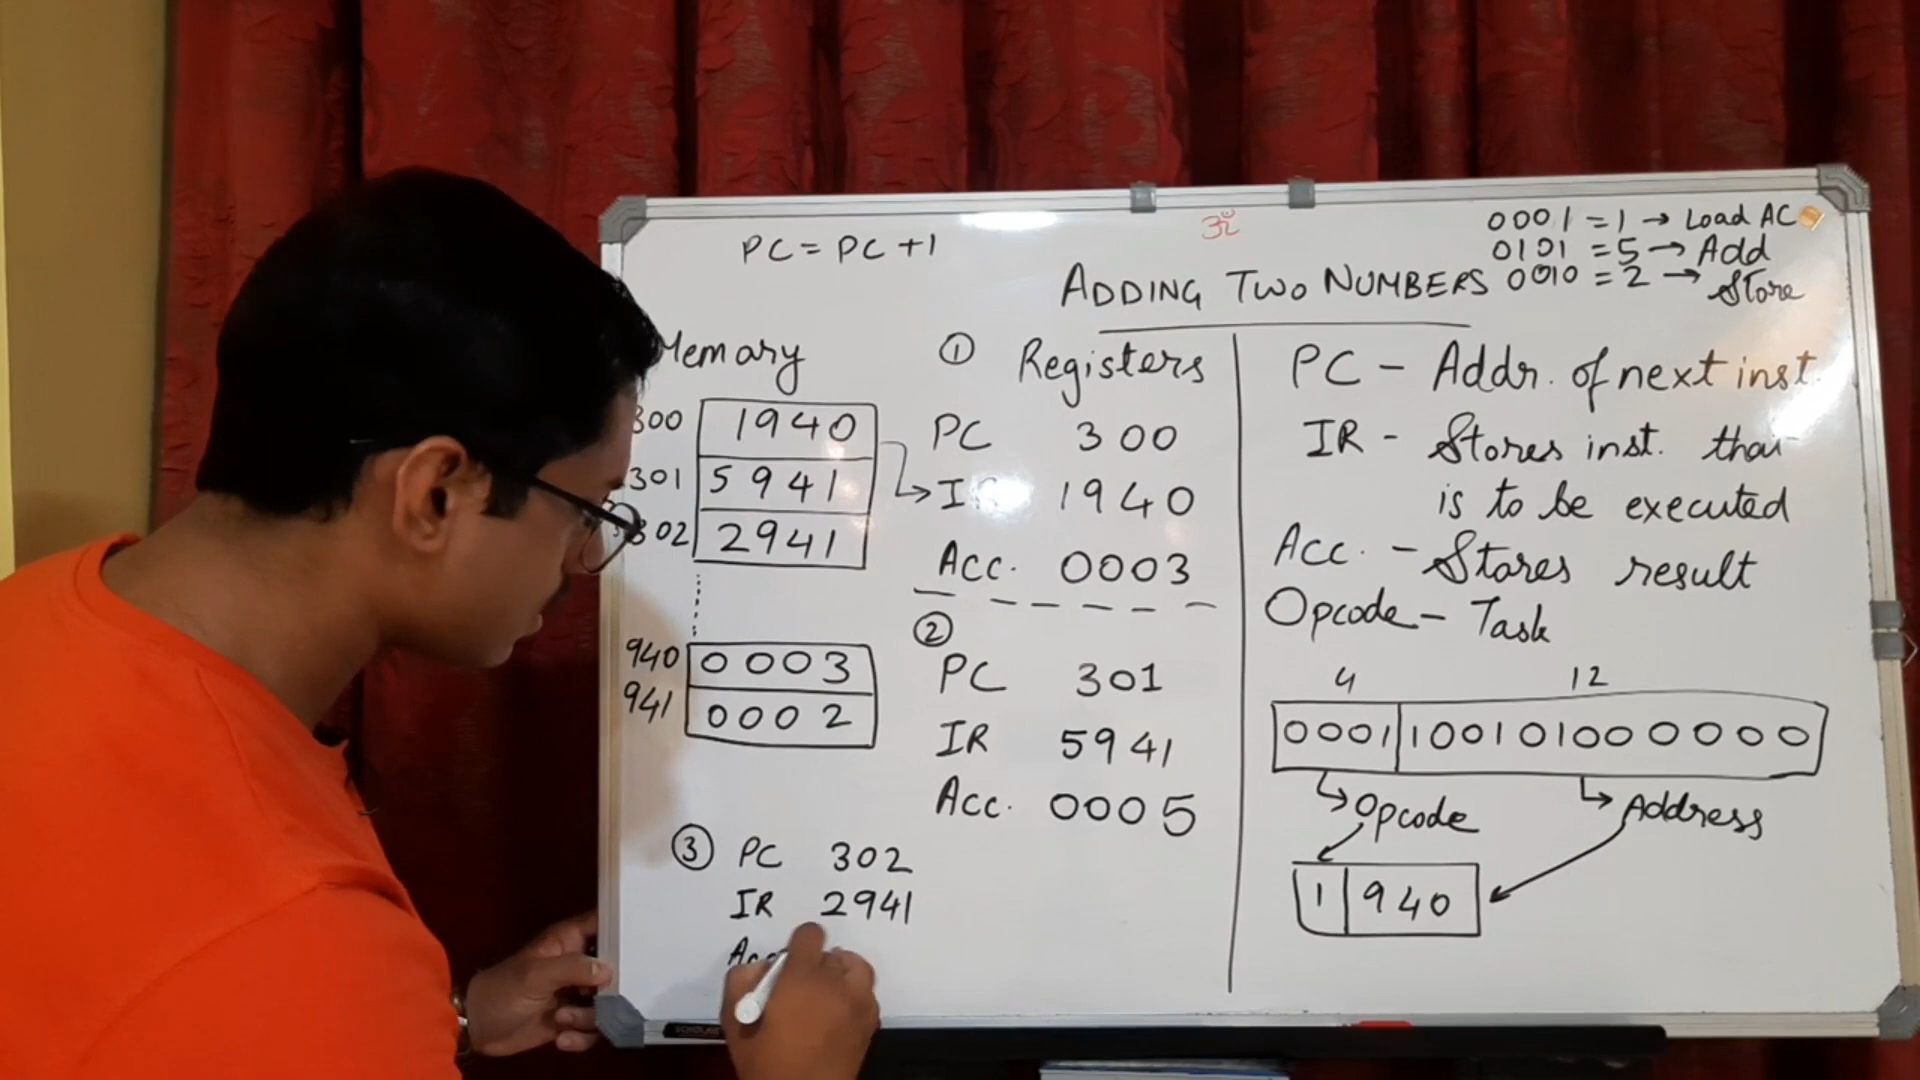 ॐ
PC = PC +1
0001 = 1 → Load AC
0101 = 5 → Add
0010 = 2 → Store
ADDING TWO NUMBERS
Memory
300 1940
301 5941
302 2941
940 0003
941 0002
① Registers
PC 300
IR 1940
Acc. 0003
②
PC 301
IR 5941
Acc. 0005
③ PC 302
IR 2941
Acc
PC - Addr. of next inst.
IR - Stores inst. that
is to be executed
Acc. - Stores result
Opcode - Task
4 12
0001 100101000000
Opcode Address
1 940